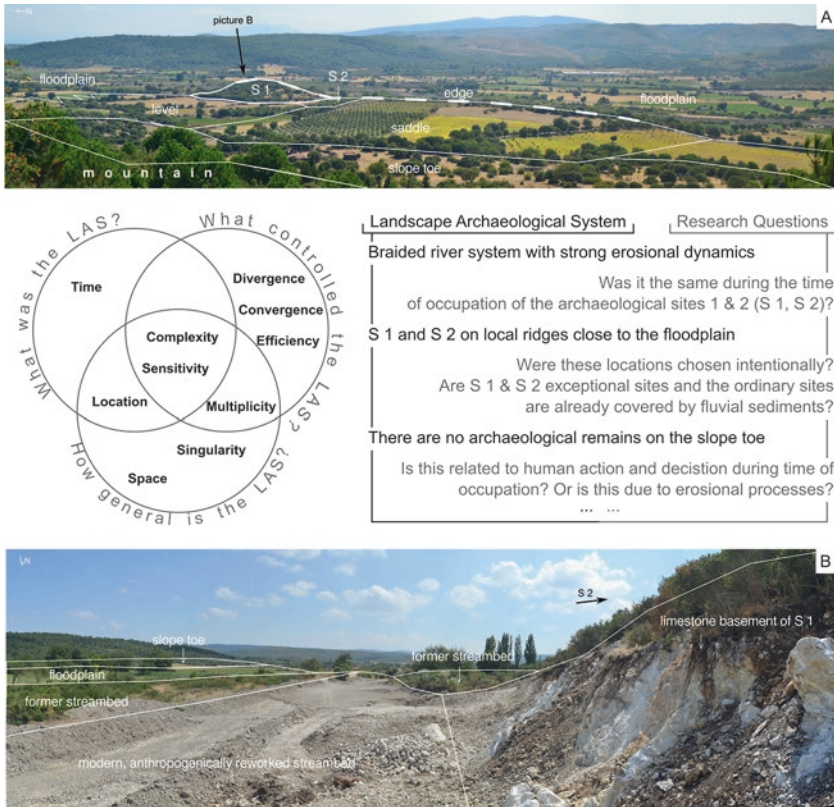 N
A
picture B
floodplain
S 1
S 2
edge
floodplain
level
saddle
slope toe
mountain
What was the LAS?
What controlled the LAS?
How general is the LAS?
Time
Divergence
Convergence
Efficiency
Complexity
Sensitivity
Location
Multiplicity
Singularity
Space
Landscape Archaeological System
Research Questions
Braided river system with strong erosional dynamics
Was it the same during the time
of occupation of the archaeological sites 1 & 2 (S 1, S 2)?
S 1 and S 2 on local ridges close to the floodplain
Were these locations chosen intentionally?
Are S 1 & S 2 exceptional sites and the ordinary sites
are already covered by fluvial sediments?
There are no archaeological remains on the slope toe
Is this related to human action and decistion during time of
occupation? Or is this due to erosional processes?
... ...
N
B
S 2
limestone basement of S 1
slope toe
former streambed
floodplain
former streambed
modern, anthropogenically reworked streambed